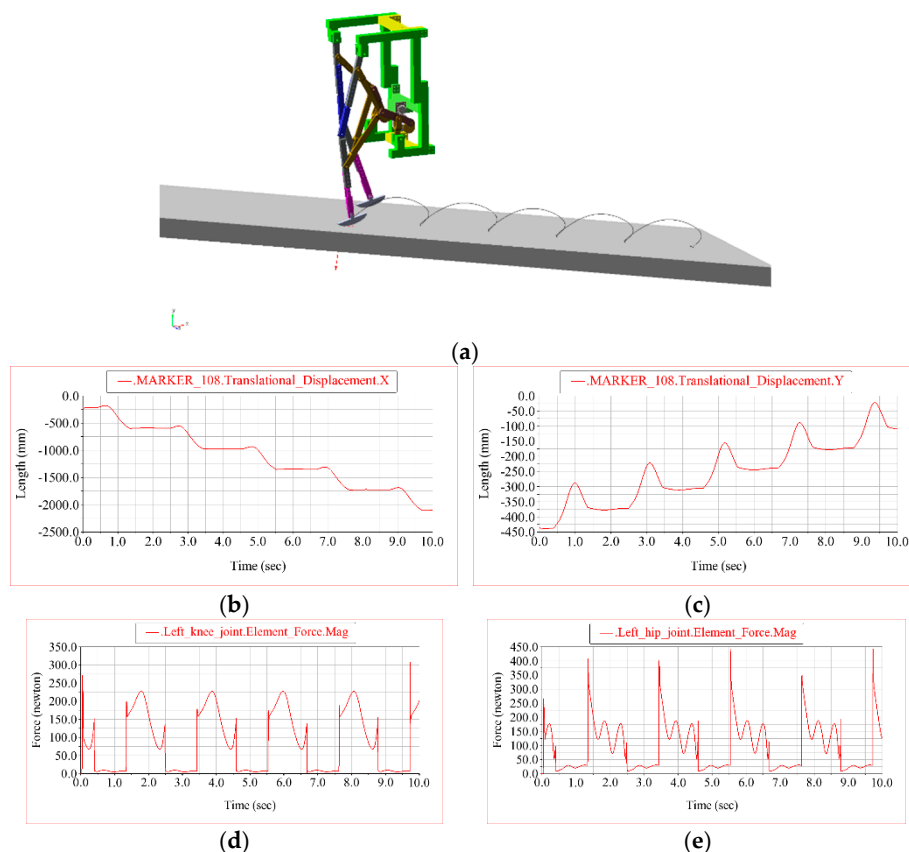 (a)
.MARKER_108.Translational_Displacement.X
0.0
-500.0
-1000.0
-1500.0
-2000.0
-2500.0
Length (mm)
0.0 1.0 2.0 3.0 4.0 5.0 6.0 7.0 8.0 9.0 10.0
Time (sec)
(b)
.MARKER_108.Translational_Displacement.Y
0.0
-50.0
-100.0
-150.0
-200.0
-250.0
-300.0
-350.0
-400.0
-450.0
Length (mm)
0.0 1.0 2.0 3.0 4.0 5.0 6.0 7.0 8.0 9.0 10.0
Time (sec)
(c)
.Left_knee_joint.Element_Force.Mag
350.0
300.0
250.0
200.0
150.0
100.0
50.0
0.0
Force (newton)
0.0 1.0 2.0 3.0 4.0 5.0 6.0 7.0 8.0 9.0 10.0
Time (sec)
(d)
.Left_hip_joint.Element_Force.Mag
450.0
400.0
350.0
300.0
250.0
200.0
150.0
100.0
50.0
0.0
Force (newton)
0.0 1.0 2.0 3.0 4.0 5.0 6.0 7.0 8.0 9.0 10.0
Time (sec)
(e)